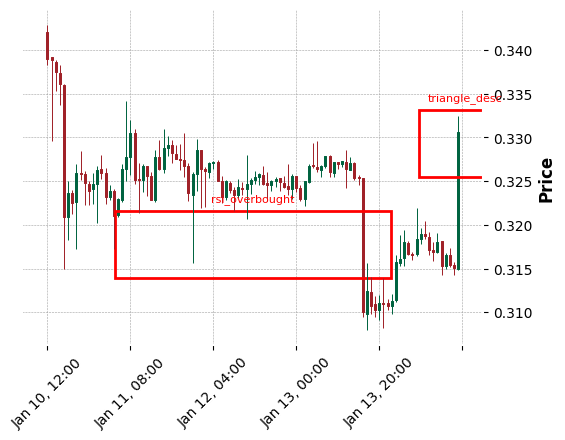 0.340
0.335
triangle_desc
0.330
0.325
rsi_overbought
0.320
0.315
0.310
Price
Jan 10, 12:00
Jan 11, 08:00
Jan 12, 04:00
Jan 13, 00:00
Jan 13, 20:00